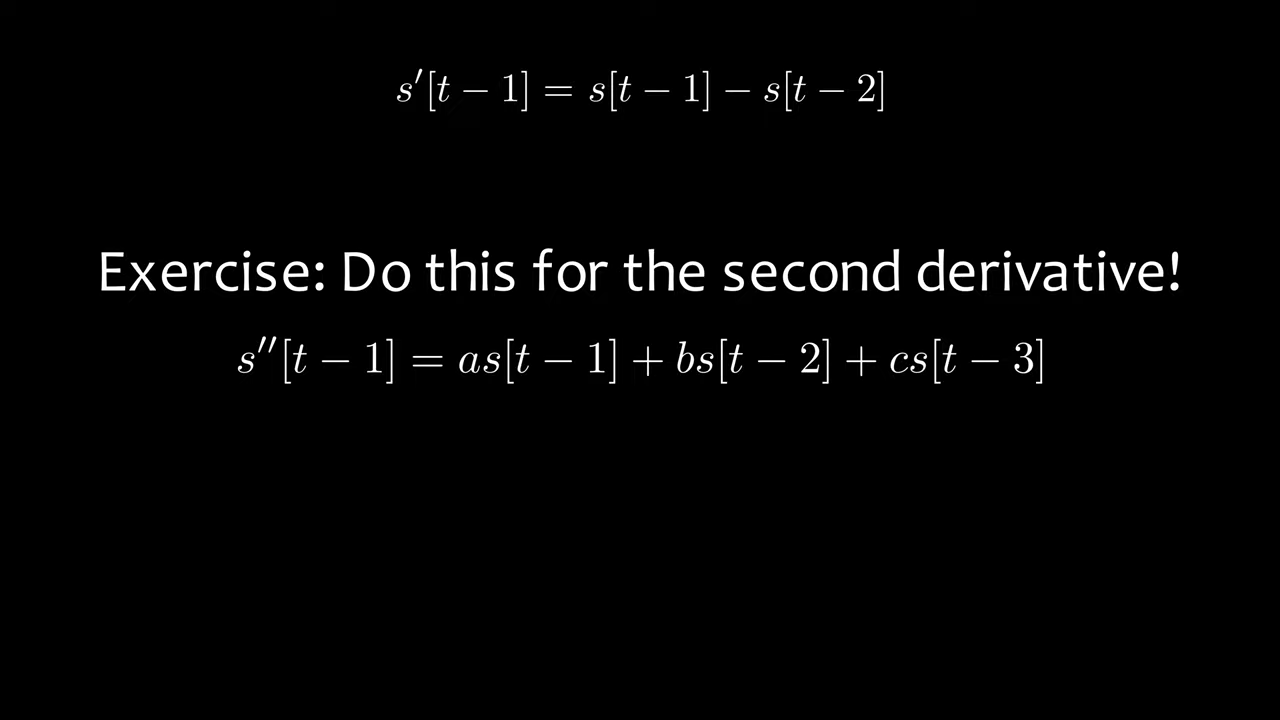 s′[t − 1] = s[t − 1] − s[t − 2]
Exercise: Do this for the second derivative!
s′′[t − 1] = as[t − 1] + bs[t − 2] + cs[t − 3]